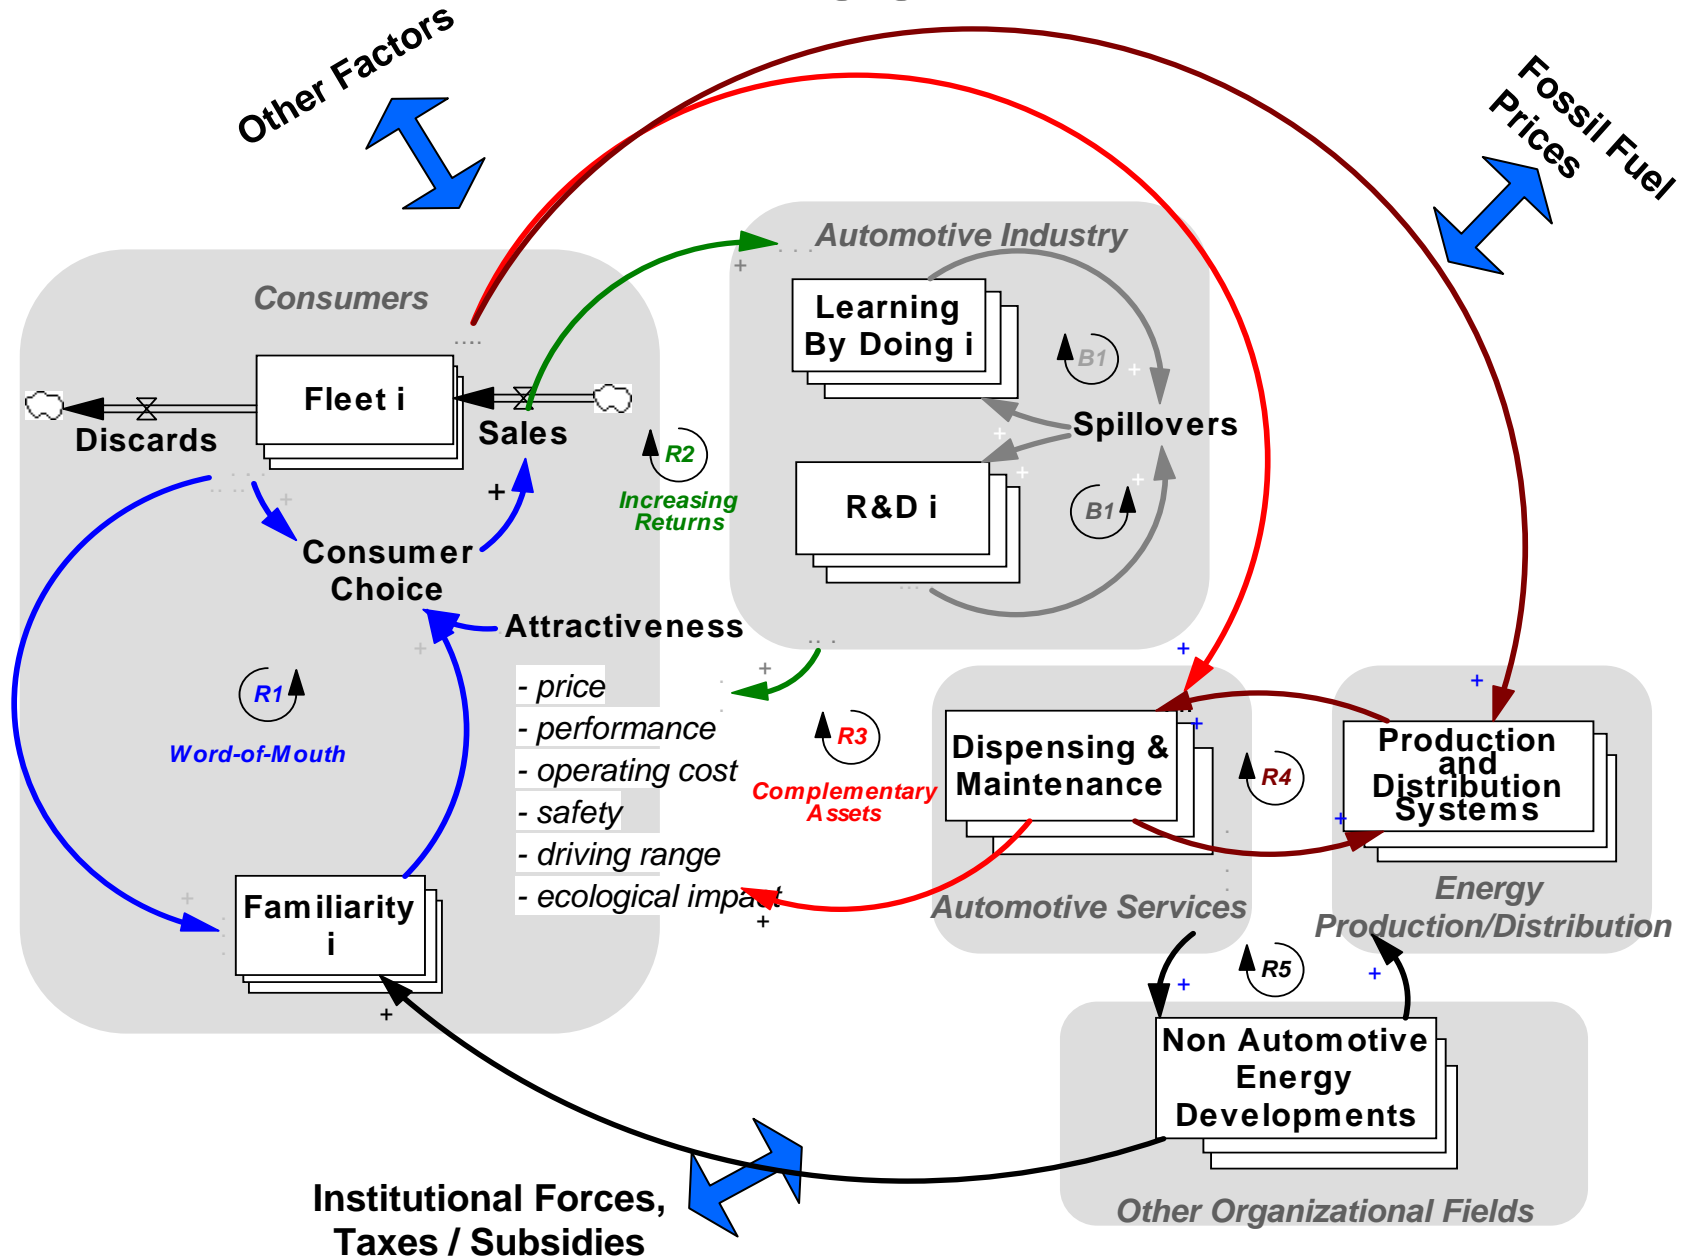 Other Factors
Fossil Fuel
Prices
Consumers
Automotive Industry
Learning
By Doing i
B1
Fleet i
Discards
Sales
Spillovers
R2
Increasing
Returns
R&D i
B1
Consumer
Choice
Attractiveness
- price
- performance
- operating cost
- safety
- driving range
- ecological impact
R1
Word-of-Mouth
R3
Complementary
Assets
Dispensing &
Maintenance
R4
Production
and
Distribution
Systems
Familiarity
i
Automotive Services
Energy
Production/Distribution
R5
Non Automotive
Energy
Developments
Other Organizational Fields
Institutional Forces,
Taxes / Subsidies